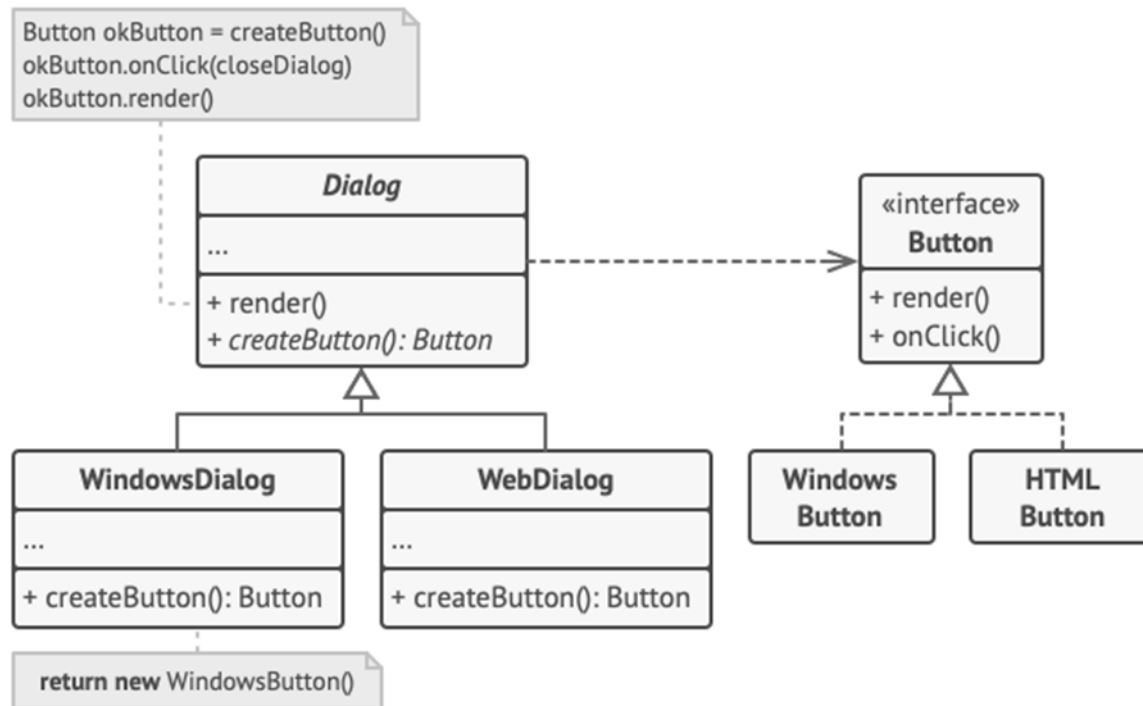 Button okButton = createButton()
okButton.onClick(closeDialog)
okButton.render()
Dialog
...
+ render()
+ createButton(): Button
«interface»
Button
+ render()
+ onClick()
WindowsDialog
...
+ createButton(): Button
WebDialog
...
+ createButton(): Button
Windows
Button
HTML
Button
return new WindowsButton()